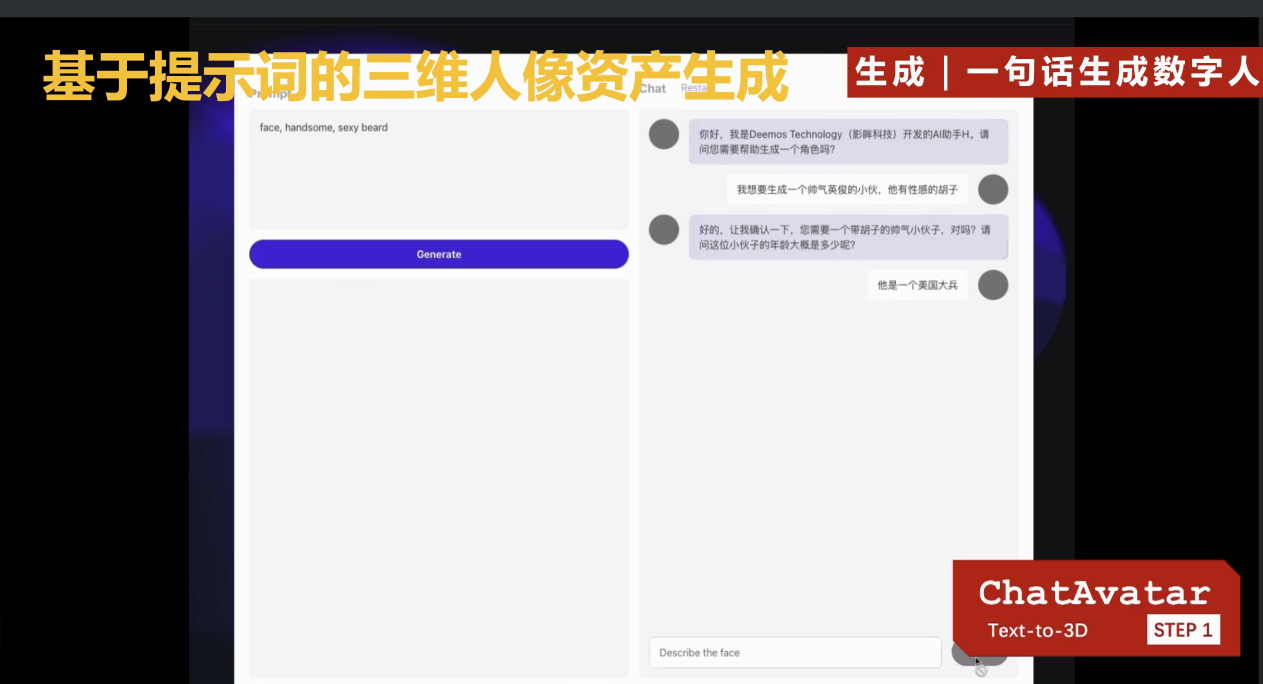 基于提示词的三维人像资产生成
生成 | 一句话生成数字人
Prompt
Chat
face, handsome, sexy beard
Generate
你好，我是Deemos Technology（影眸科技）开发的AI助手H，请
问您需要帮助生成一个角色吗？
我想要生成一个帅气英俊的小伙，他有性感的胡子
好的，让我确认一下，您需要一个带胡子的帅气小伙子，对吗？请
问这位小伙子的年龄大概是多少呢？
他是一个美国大兵
Describe the face
ChatAvatar
Text-to-3D
STEP 1